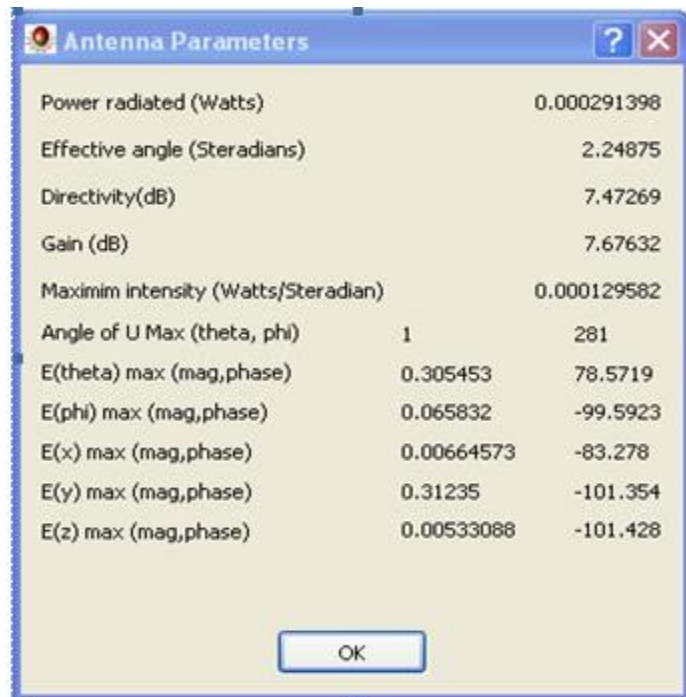 Antenna Parameters
Power radiated (Watts) 0.000291398
Effective angle (Steradians) 2.24875
Directivity(dB) 7.47269
Gain (dB) 7.67632
Maximim intensity (Watts/Steradian) 0.000129582
Angle of U Max (theta, phi) 1 281
E(theta) max (mag,phase) 0.305453 78.5719
E(phi) max (mag,phase) 0.065832 -99.5923
E(x) max (mag,phase) 0.00664573 -83.278
E(y) max (mag,phase) 0.31235 -101.354
E(z) max (mag,phase) 0.00533088 -101.428
OK